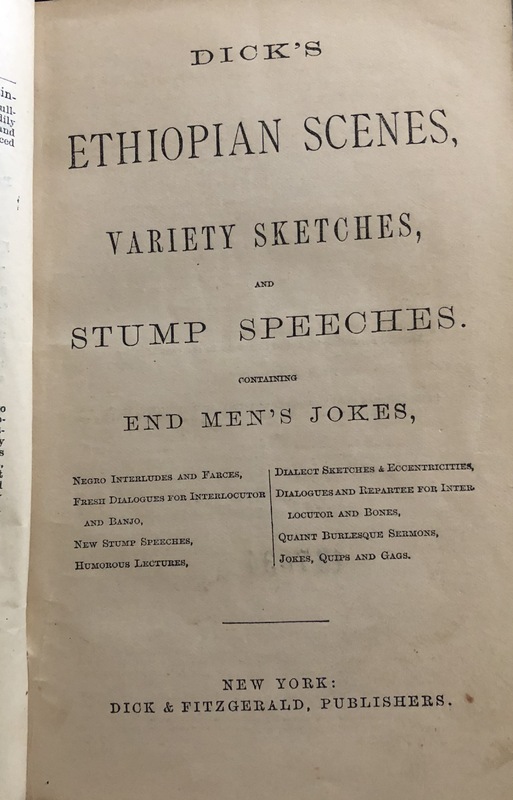 DICK'S
ETHIOPIAN SCENES,
VARIETY SKETCHES,
AND
STUMP SPEECHES.
CONTAINING
END MEN'S JOKES,
NEGRO INTERLUDES AND FARCES,
FRESH DIALOGUES FOR INTERLOCUTOR
AND BANJO,
NEW STUMP SPEECHES,
HUMOROUS LECTURES,
DIALECT SKETCHES & ECCENTRICITIES,
DIALOGUES AND REPARTEE FOR INTER-
LOCUTOR AND BONES,
QUAINT BURLESQUE SERMONS,
JOKES, QUIPS AND GAGS.
NEW YORK:
DICK & FITZGERALD, PUBLISHERS.